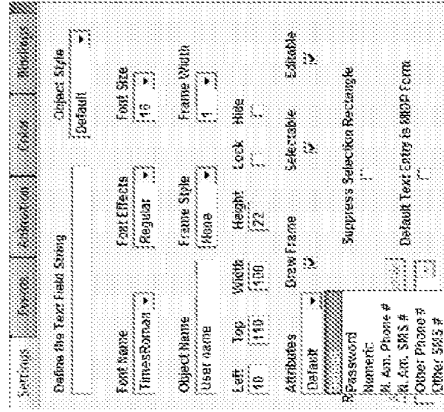 Settings Events Animation Color Position
Define the Text Field String Object Style
Default
Font Name Font Effects Font Size
TimesRoman Regular 16
Object Name Frame Style Frame Width
User name None 1
Left Top Width Height Lock Hide
10 110 100 22
Attributes Draw Frame Selectable Editable
Default
Password Suppress Selection Rectangle
Numeric
N. Am. Phone #
N. Am. SMS # Default Text Entry is MIDP Form
Other Phone #
Other SMS #